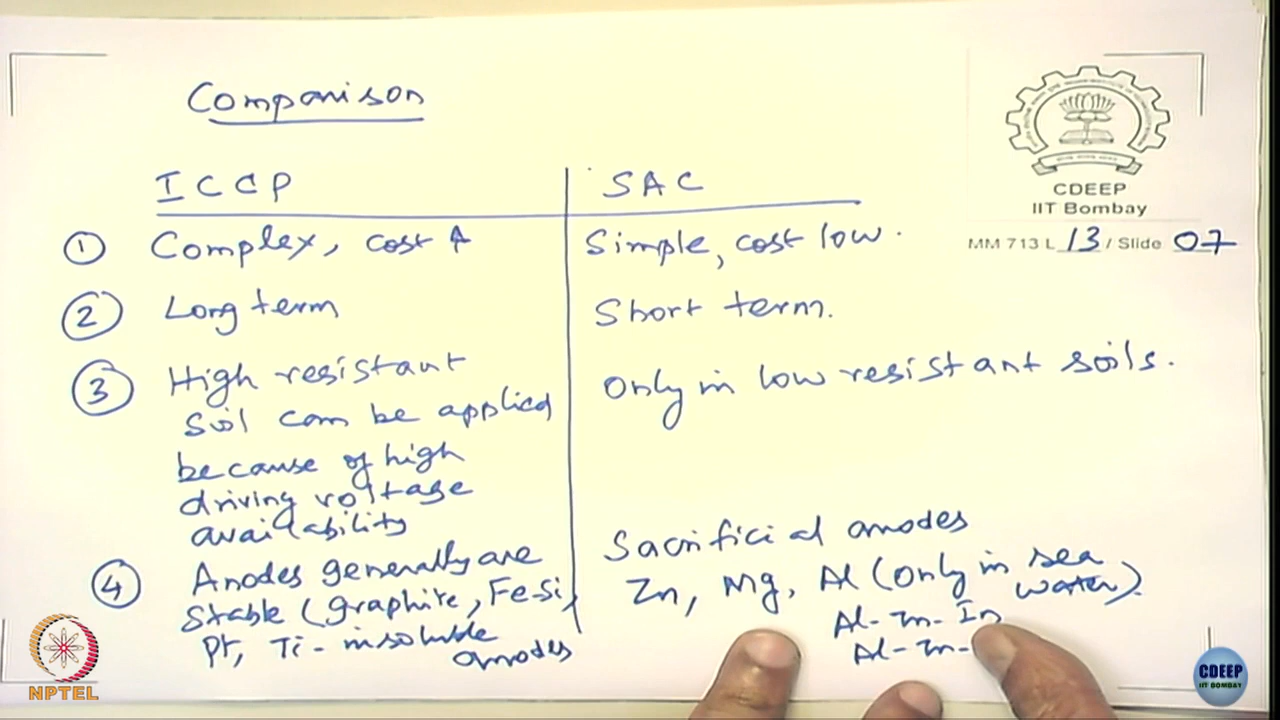 Comparison
ICCP
SAC
① Complex, cost ↑
Simple, cost low.
② Long term
Short term.
③ High resistant
soil can be applied
because of high
driving voltage
availability
Only in low resistant soils.
④ Anodes generally are
stable (graphite, Fe-Si,
Pt, Ti - insoluble
anodes
Sacrificial anodes
Zn, Mg, Al (only in sea
water).
Al-Zn-In
Al-Zn-
CDEEP
IIT Bombay
MM 713 L 13 / Slide 07
NPTEL
CDEEP
IIT BOMBAY